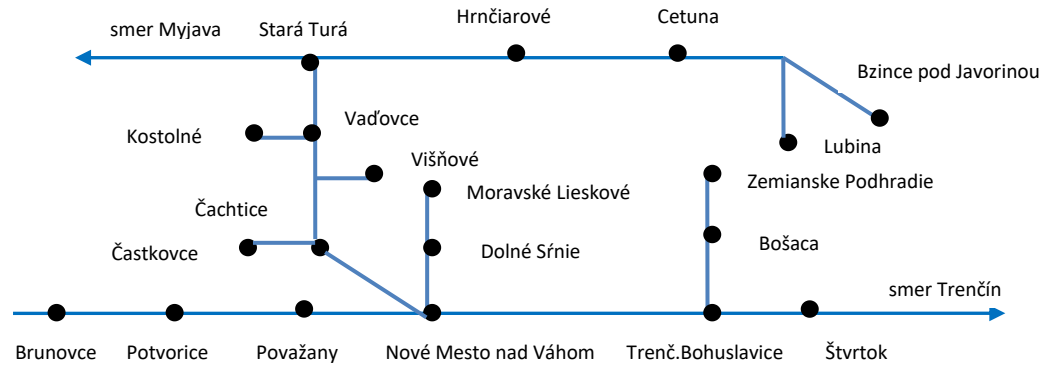 smer Myjava
Stará Turá
Hrnčiarové
Cetuna
Bzince pod Javorinou
Kostolné
Vaďovce
Lubina
Višňové
Zemianske Podhradie
Moravské Lieskové
Čachtice
Častkovce
Dolné Sŕnie
Bošaca
smer Trenčín
Brunovce
Potvorice
Považany
Nové Mesto nad Váhom
Trenč.Bohuslavice
Štvrtok